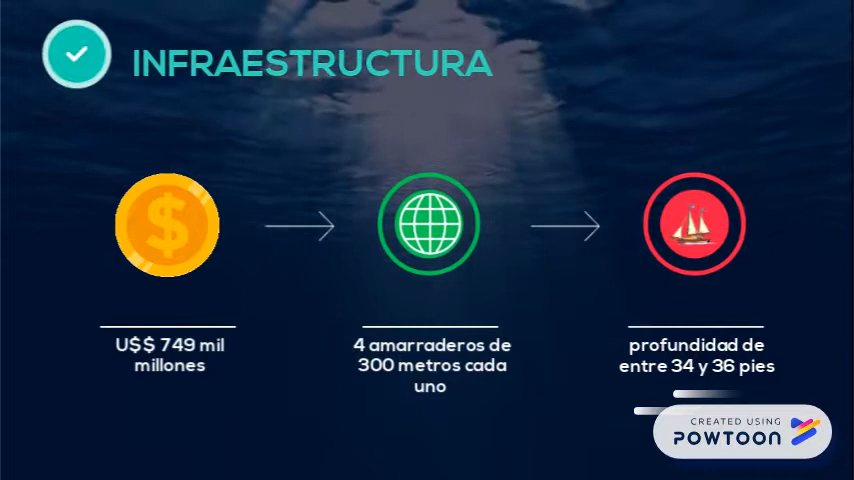 INFRAESTRUCTURA
U$$ 749 mil
millones
4 amarraderos de
300 metros cada
uno
profundidad de
entre 34 y 36 pies
CREATED USING
POWTOON